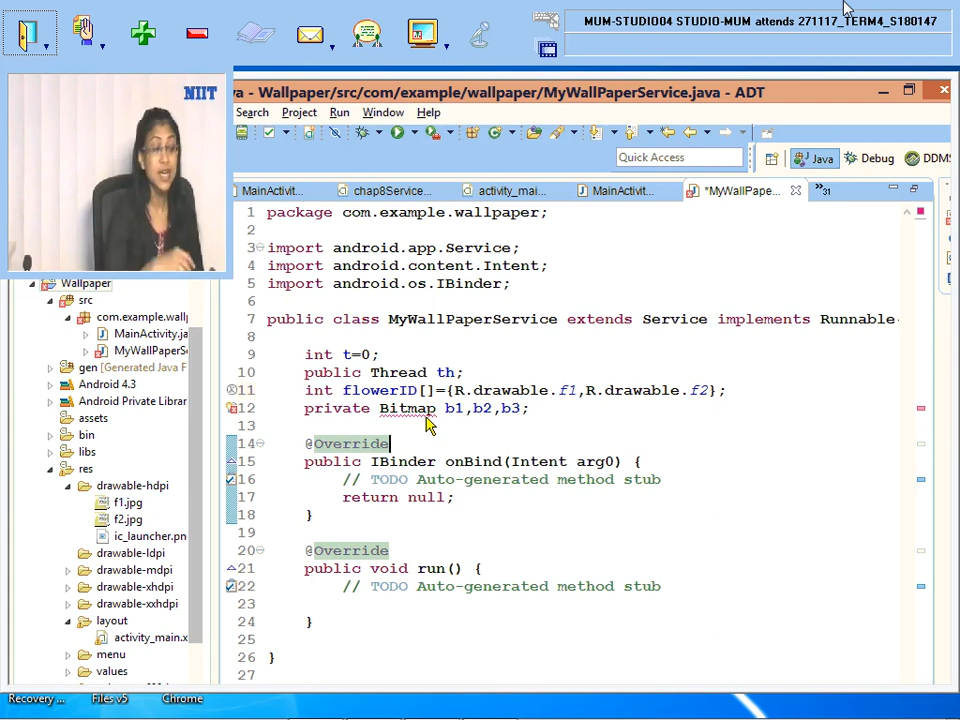 MUM-STUDIO04 STUDIO-MUM attends 271117_TERM4_S180147
NIIT
va - Wallpaper/src/com/example/wallpaper/MyWallPaperService.java - ADT
Search Project Run Window Help
Quick Access
Java
Debug
DDMS
MainActivit...
chap8Service...
activity_mai...
MainActivit...
*MyWallPape...
»31
1 package com.example.wallpaper;
2
3 import android.app.Service;
4 import android.content.Intent;
5 import android.os.IBinder;
6
7 public class MyWallPaperService extends Service implements Runnable
8
9 int t=0;
10 public Thread th;
11 int flowerID[]={R.drawable.f1,R.drawable.f2};
12 private Bitmap b1,b2,b3;
13
14 @Override
15 public IBinder onBind(Intent arg0) {
16 // TODO Auto-generated method stub
17 return null;
18 }
19
20 @Override
21 public void run() {
22 // TODO Auto-generated method stub
23
24 }
25
26 }
27
Wallpaper
src
com.example.wallp
MainActivity.ja
MyWallPaperSe
gen [Generated Java F
Android 4.3
Android Private Librar
assets
bin
libs
res
drawable-hdpi
f1.jpg
f2.jpg
ic_launcher.pn
drawable-ldpi
drawable-mdpi
drawable-xhdpi
drawable-xxhdpi
layout
activity_main.x
menu
values
Recovery ...
Files v5
Chrome